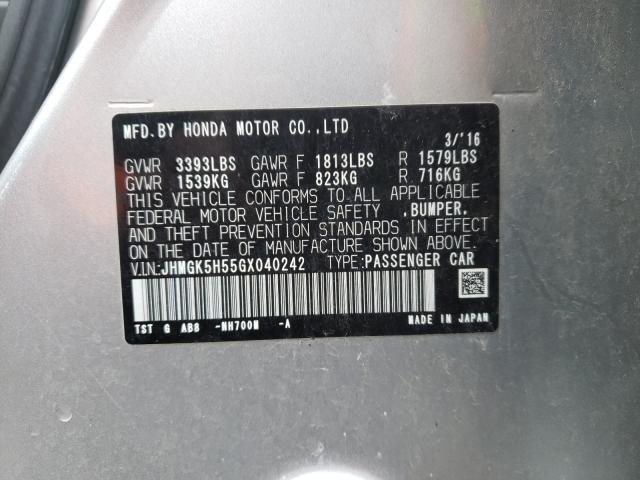 MFD.BY HONDA MOTOR CO.,LTD
3/'16
GVWR 3393LBS GAWR F 1813LBS R 1579LBS
GVWR 1539KG GAWR F 823KG R 716KG
THIS VEHICLE CONFORMS TO ALL APPLICABLE
FEDERAL MOTOR VEHICLE SAFETY ,BUMPER,
AND THEFT PREVENTION STANDARDS IN EFFECT
ON THE DATE OF MANUFACTURE SHOWN ABOVE.
VIN:JHMGK5H55GX040242 TYPE:PASSENGER CAR
TST G AB8 -NH700M -A MADE IN JAPAN